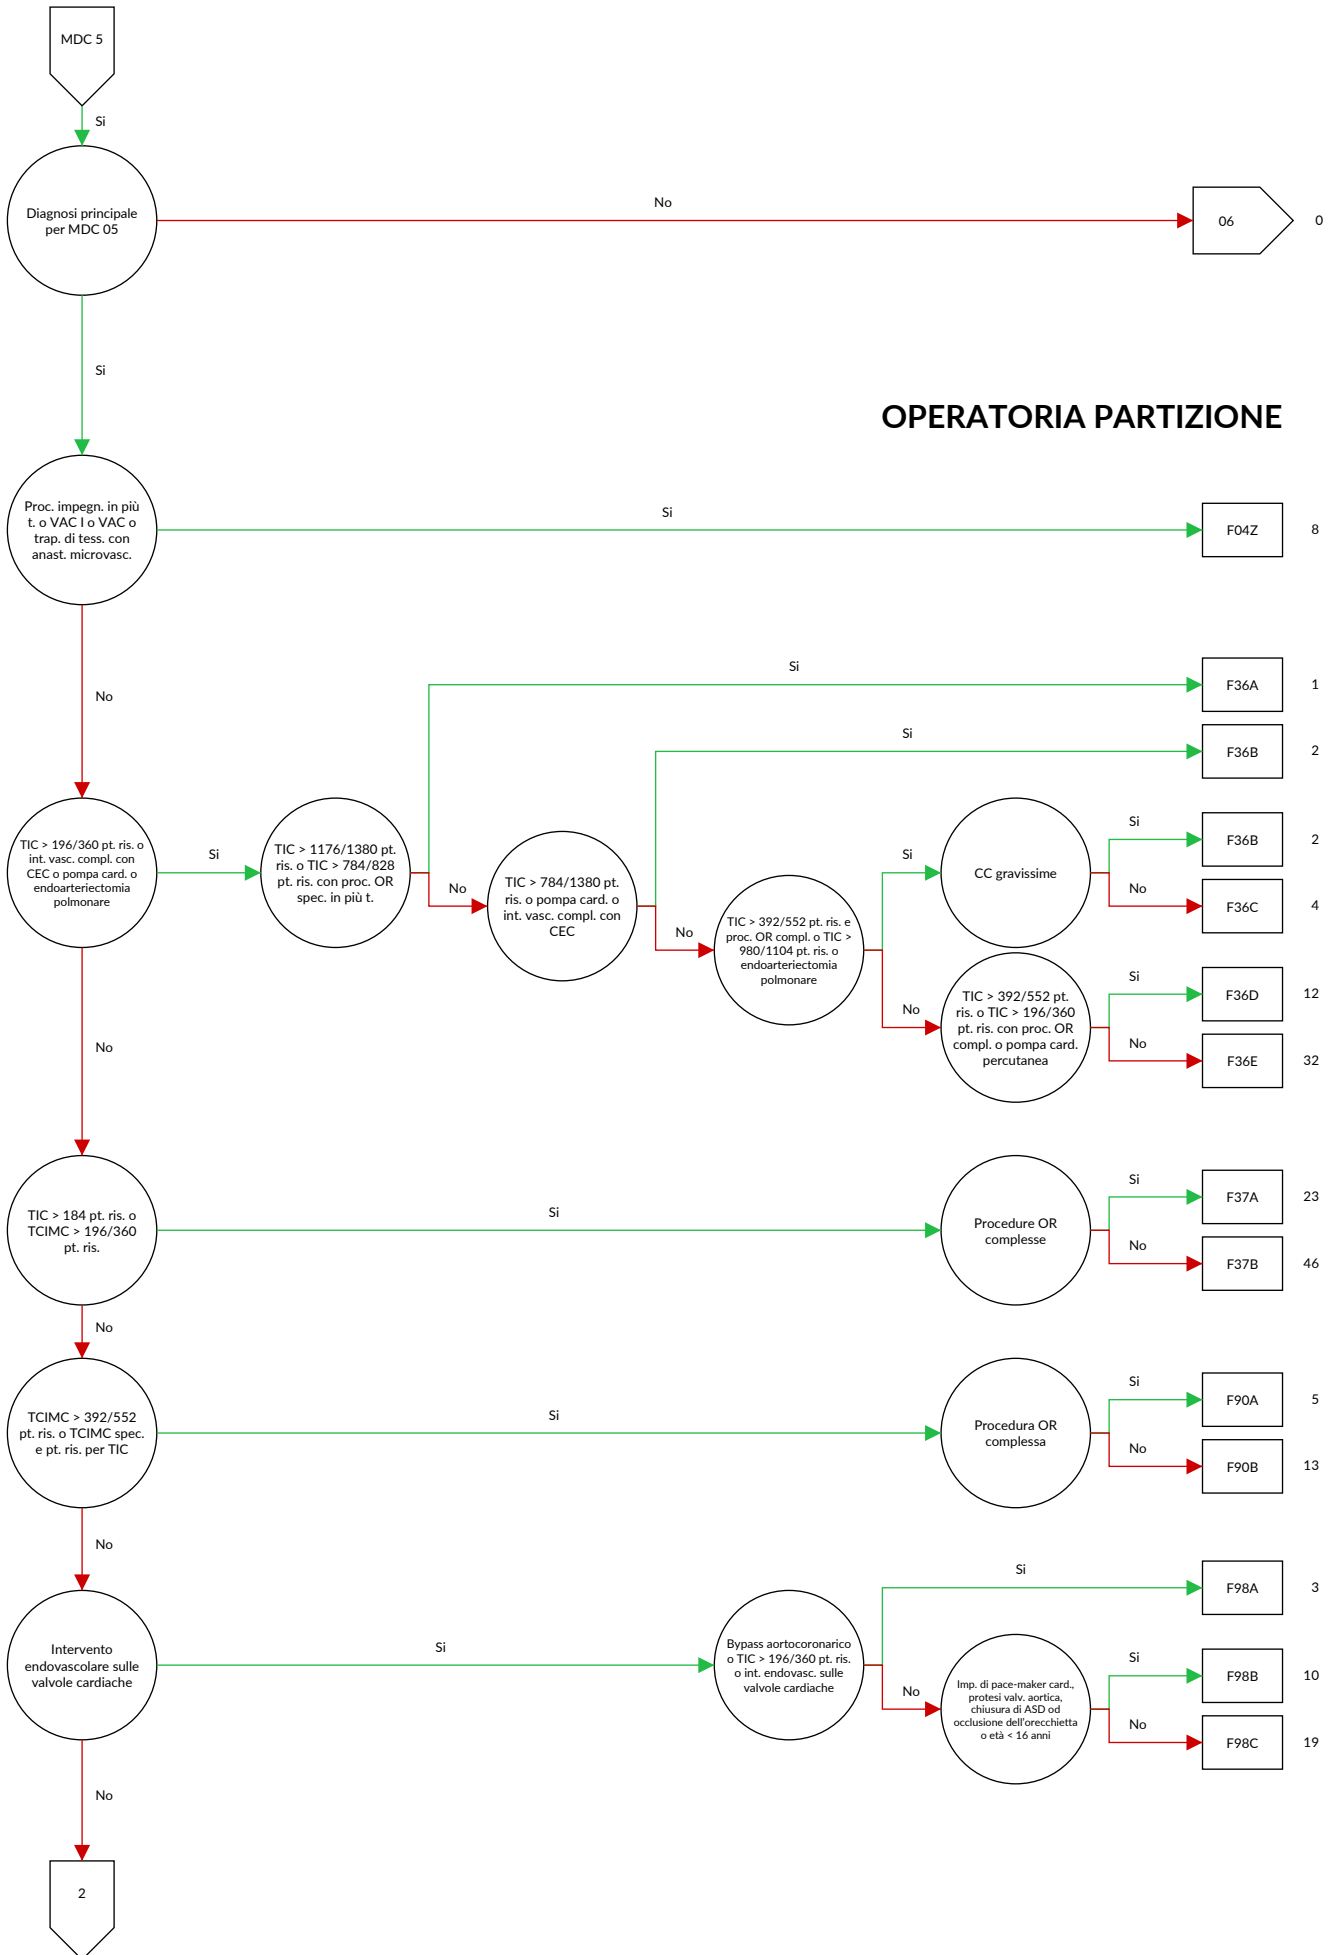 MDC 5
Si
Diagnosi principale
per MDC 05
No
06
0
Si
OPERATORIA PARTIZIONE
Proc. impegn. in più
t. o VAC I o VAC o
trap. di tess. con
anast. microvasc.
Si
F04Z
8
No
Si
F36A
1
Si
F36B
2
TIC > 196/360 pt. ris. o
int. vasc. compl. con
CEC o pompa card. o
endoarteriectomia
polmonare
Si
TIC > 1176/1380 pt.
ris. o TIC > 784/828
pt. ris. con proc. OR
spec. in più t.
No
TIC > 784/1380 pt.
ris. o pompa card. o
int. vasc. compl. con
CEC
No
TIC > 392/552 pt. ris. e
proc. OR compl. o TIC >
980/1104 pt. ris. o
endoarteriectomia
polmonare
Si
CC gravissime
Si
F36B
2
No
F36C
4
No
TIC > 392/552 pt.
ris. o TIC > 196/360
pt. ris. con proc. OR
compl. o pompa card.
percutanea
Si
F36D
12
No
F36E
32
No
TIC > 184 pt. ris. o
TCIMC > 196/360
pt. ris.
Si
Procedure OR
complesse
Si
F37A
23
No
F37B
46
No
TCIMC > 392/552
pt. ris. o TCIMC spec.
e pt. ris. per TIC
Si
Procedura OR
complessa
Si
F90A
5
No
F90B
13
No
Intervento
endovascolare sulle
valvole cardiache
Si
Bypass aortocoronarico
o TIC > 196/360 pt. ris.
o int. endovasc. sulle
valvole cardiache
Si
F98A
3
No
Imp. di pace-maker card.,
protesi valv. aortica,
chiusura di ASD od
occlusione dell'orecchietta
o età < 16 anni
Si
F98B
10
No
F98C
19
No
2